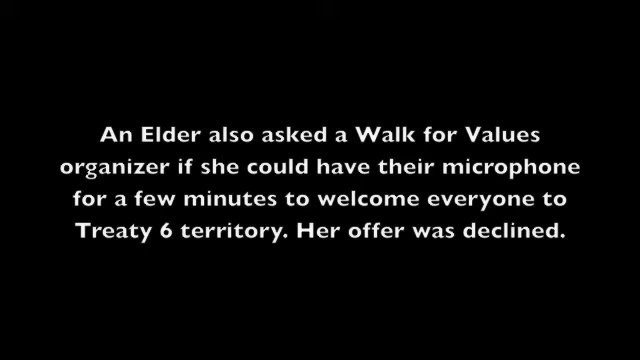 An Elder also asked a Walk for Values
organizer if she could have their microphone
for a few minutes to welcome everyone to
Treaty 6 territory. Her offer was declined.